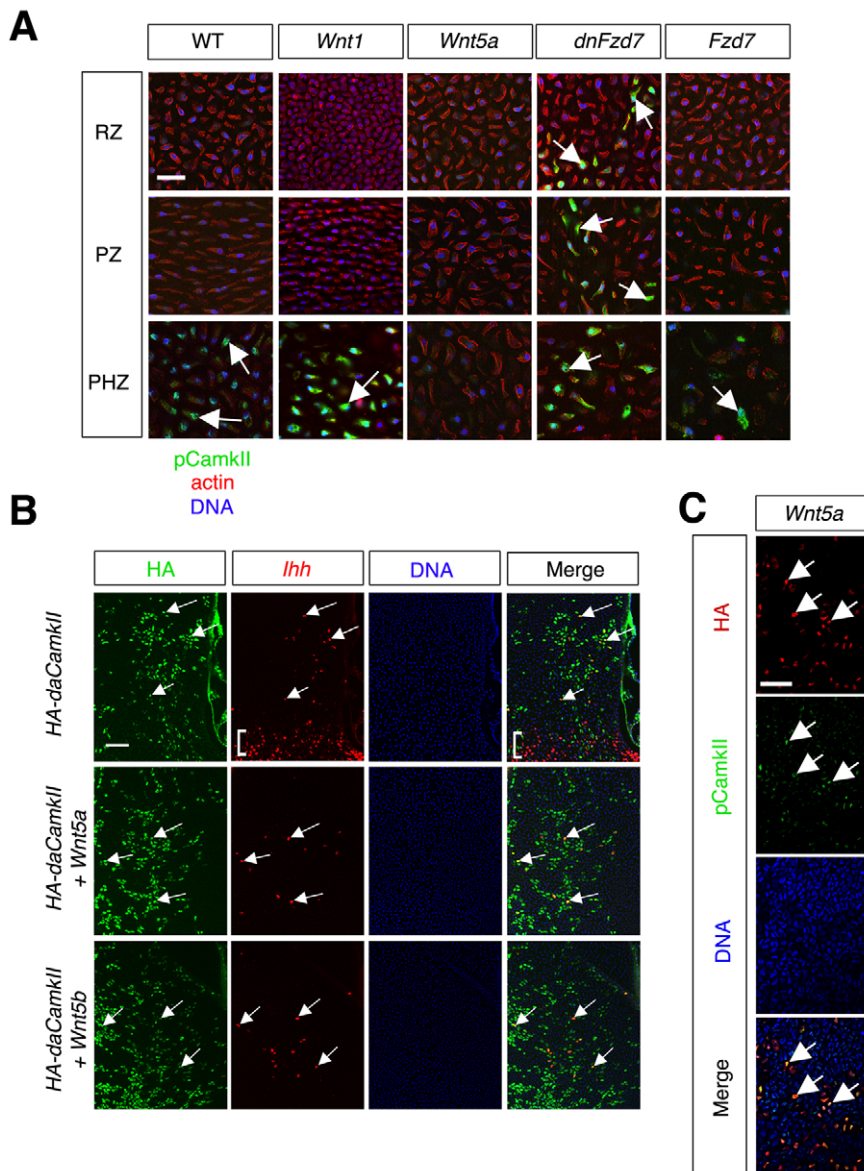 A
WT
Wnt1
Wnt5a
dnFzd7
Fzd7
RZ
PZ
PHZ
pCamkII
actin
DNA
B
HA
Ihh
DNA
Merge
HA-daCamkII
HA-daCamkII
+ Wnt5a
HA-daCamkII
+ Wnt5b
C
Wnt5a
HA
pCamkII
DNA
Merge